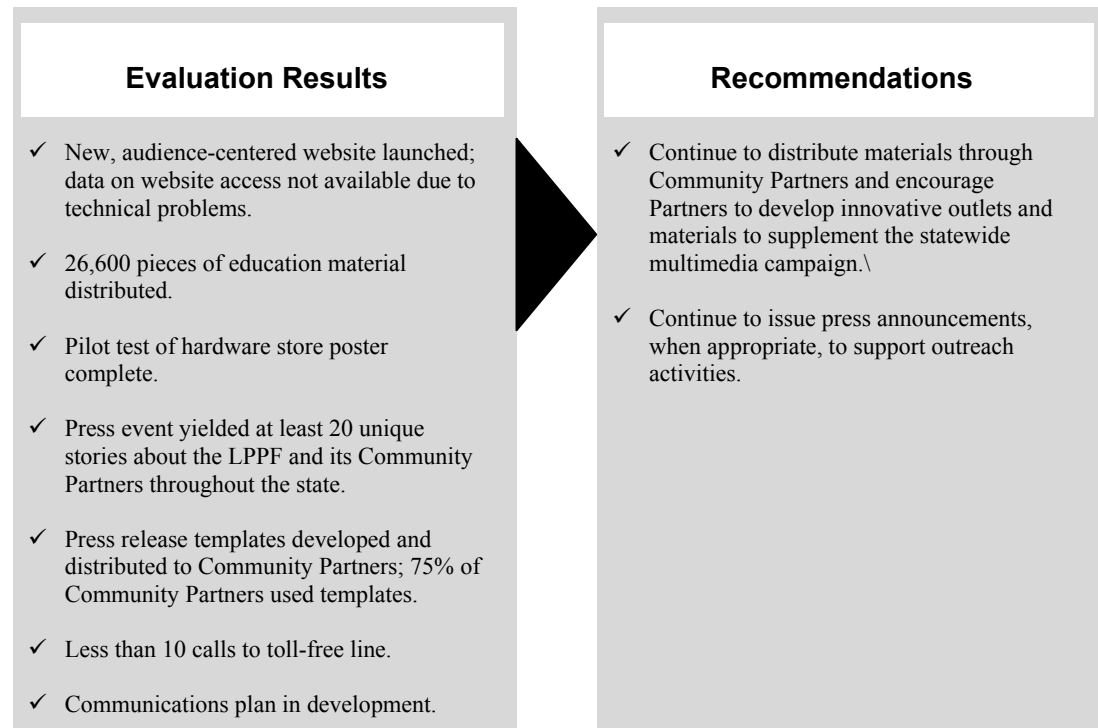 Evaluation Results
✓ New, audience-centered website launched;
data on website access not available due to
technical problems.
✓ 26,600 pieces of education material
distributed.
✓ Pilot test of hardware store poster
complete.
✓ Press event yielded at least 20 unique
stories about the LPPF and its Community
Partners throughout the state.
✓ Press release templates developed and
distributed to Community Partners; 75% of
Community Partners used templates.
✓ Less than 10 calls to toll-free line.
✓ Communications plan in development.
Recommendations
✓ Continue to distribute materials through
Community Partners and encourage
Partners to develop innovative outlets and
materials to supplement the statewide
multimedia campaign.\
✓ Continue to issue press announcements,
when appropriate, to support outreach
activities.